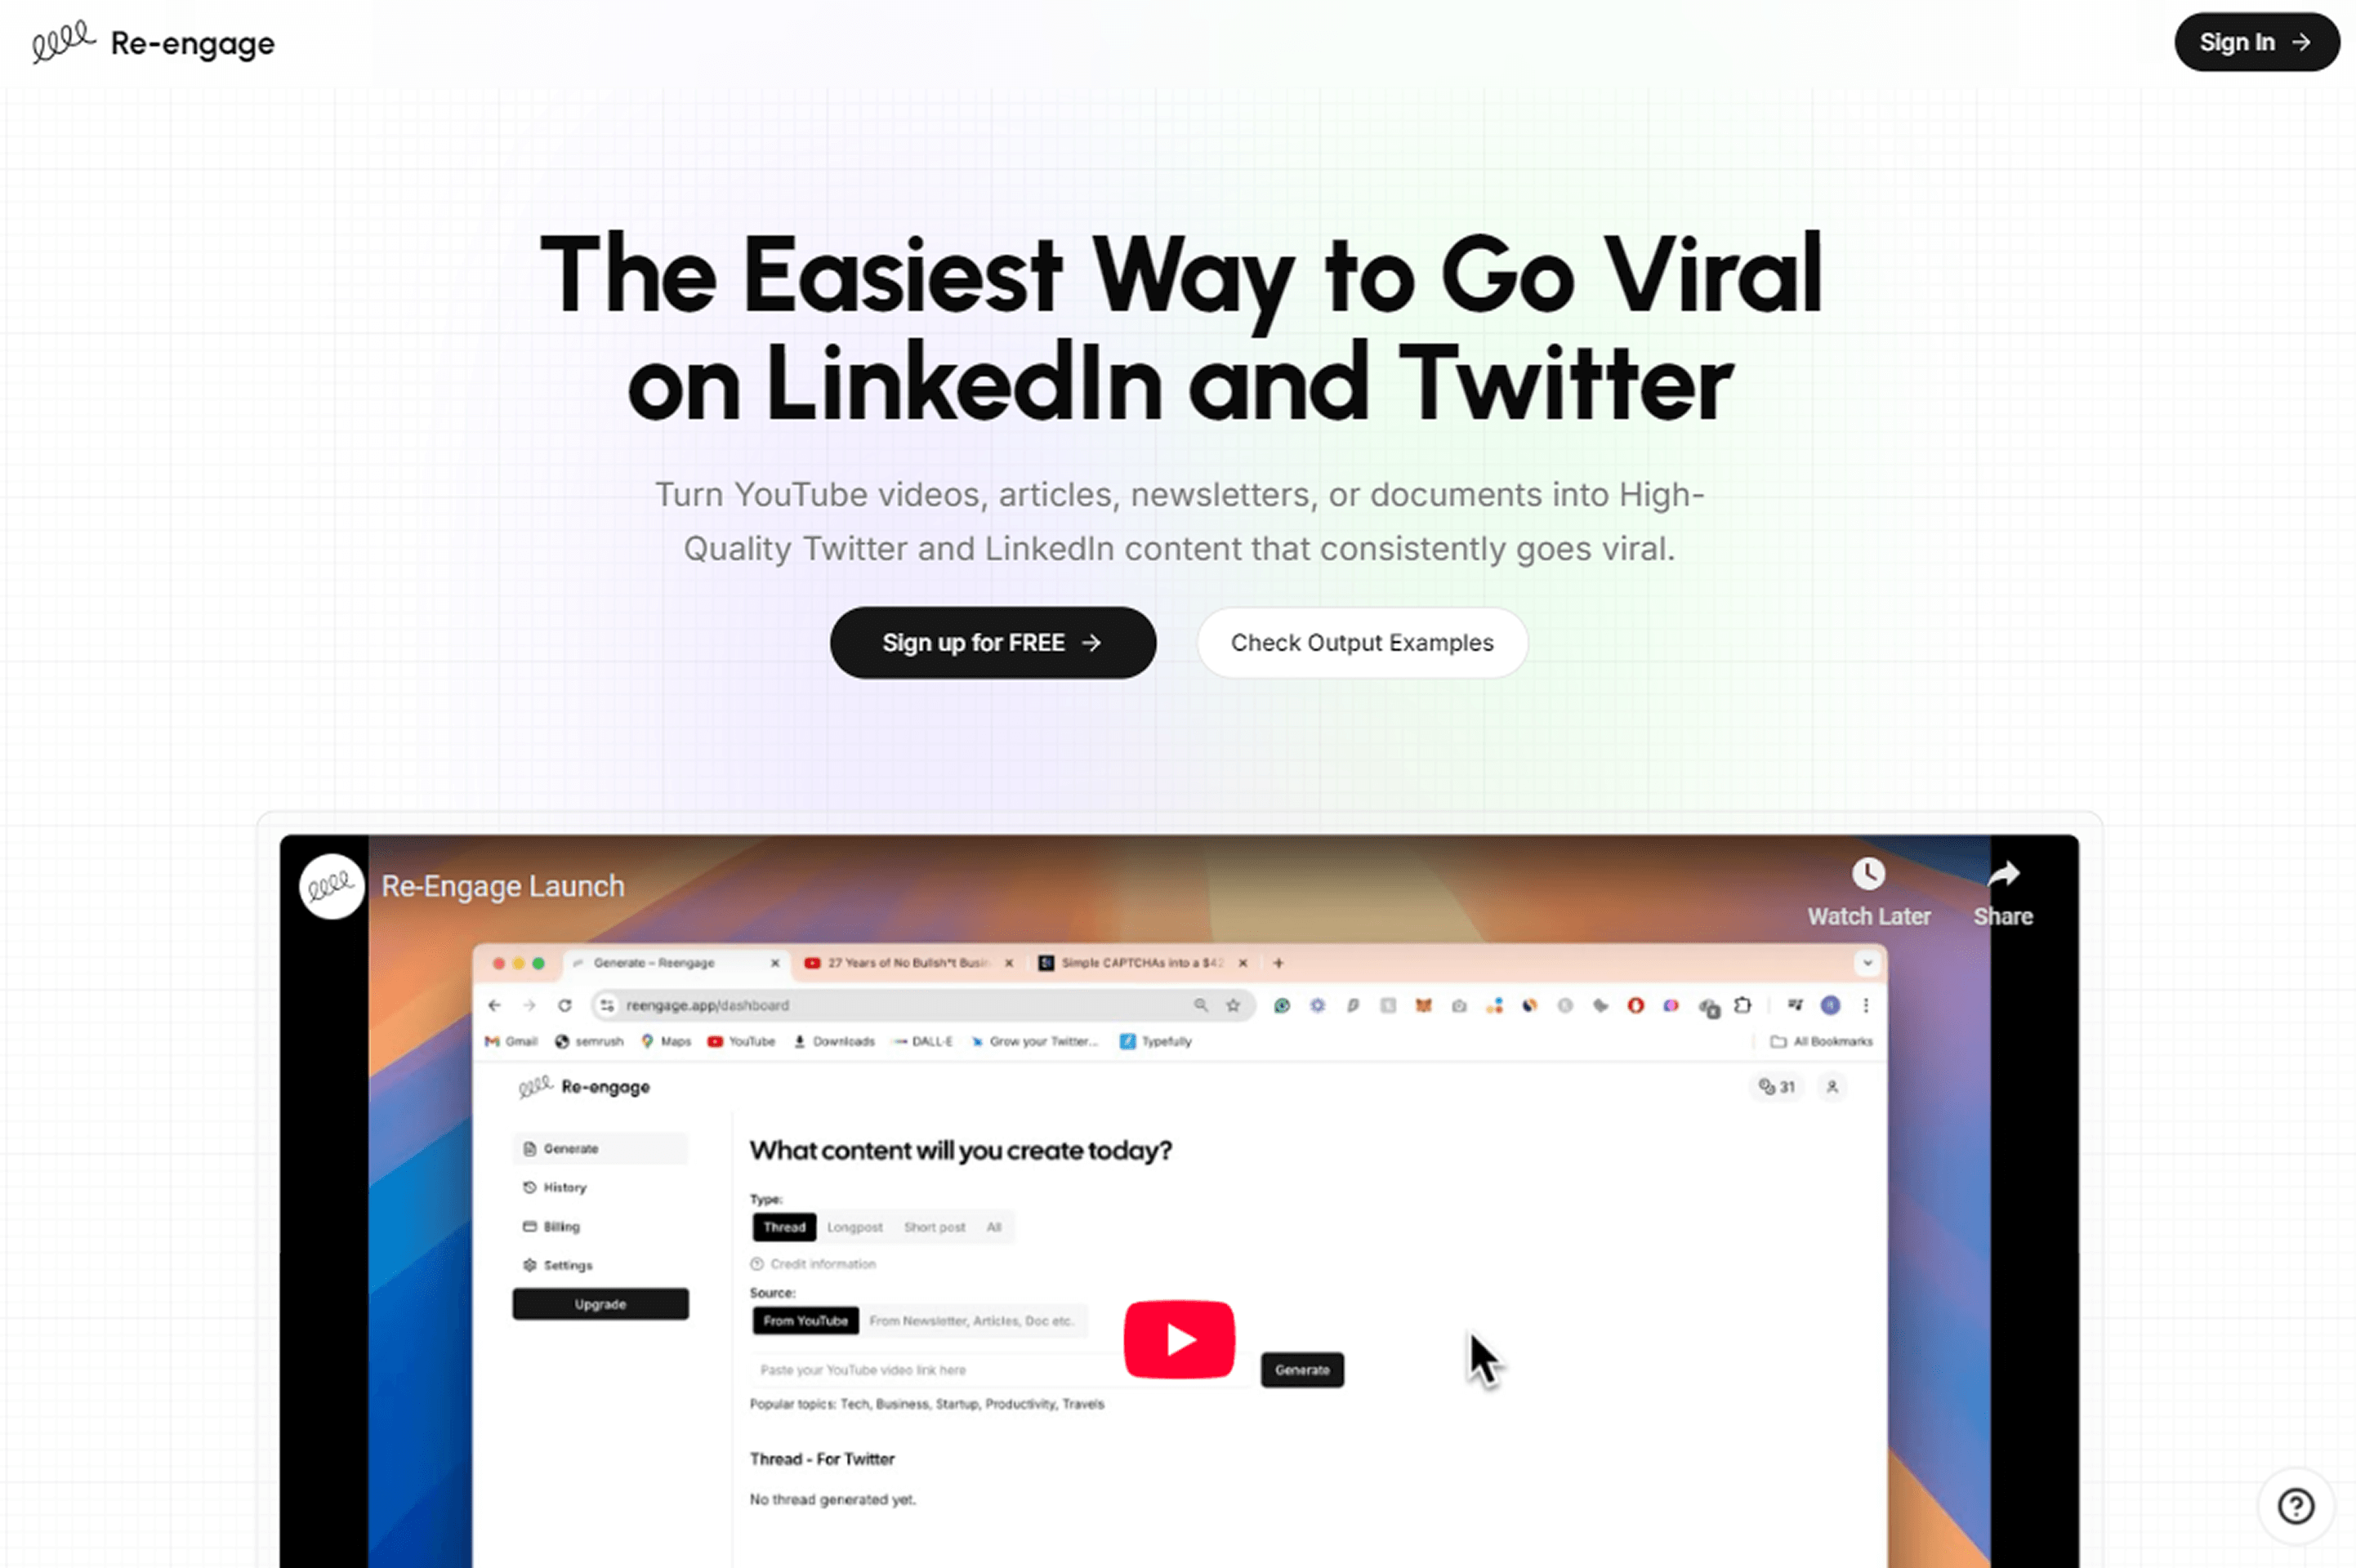 Re-engage
Sign In
The Easiest Way to Go Viral
on LinkedIn and Twitter
Turn YouTube videos, articles, newsletters, or documents into High-
Quality Twitter and LinkedIn content that consistently goes viral.
Sign up for FREE
Check Output Examples
Re-Engage Launch
Watch Later
Share
Generate – Reengage
27 Years of No Bullsh*t Busin
Simple CAPTCHAs into a $42
reengage.app/dashboard
Gmail
semrush
Maps
YouTube
Downloads
DALL·E
Grow your Twitter...
Typefully
All Bookmarks
Re-engage
31
Generate
History
Billing
Settings
Upgrade
What content will you create today?
Type:
Thread
Longpost
Short post
All
Credit information
Source:
From YouTube
From Newsletter, Articles, Doc etc.
Paste your YouTube video link here
Generate
Popular topics: Tech, Business, Startup, Productivity, Travels
Thread - For Twitter
No thread generated yet.